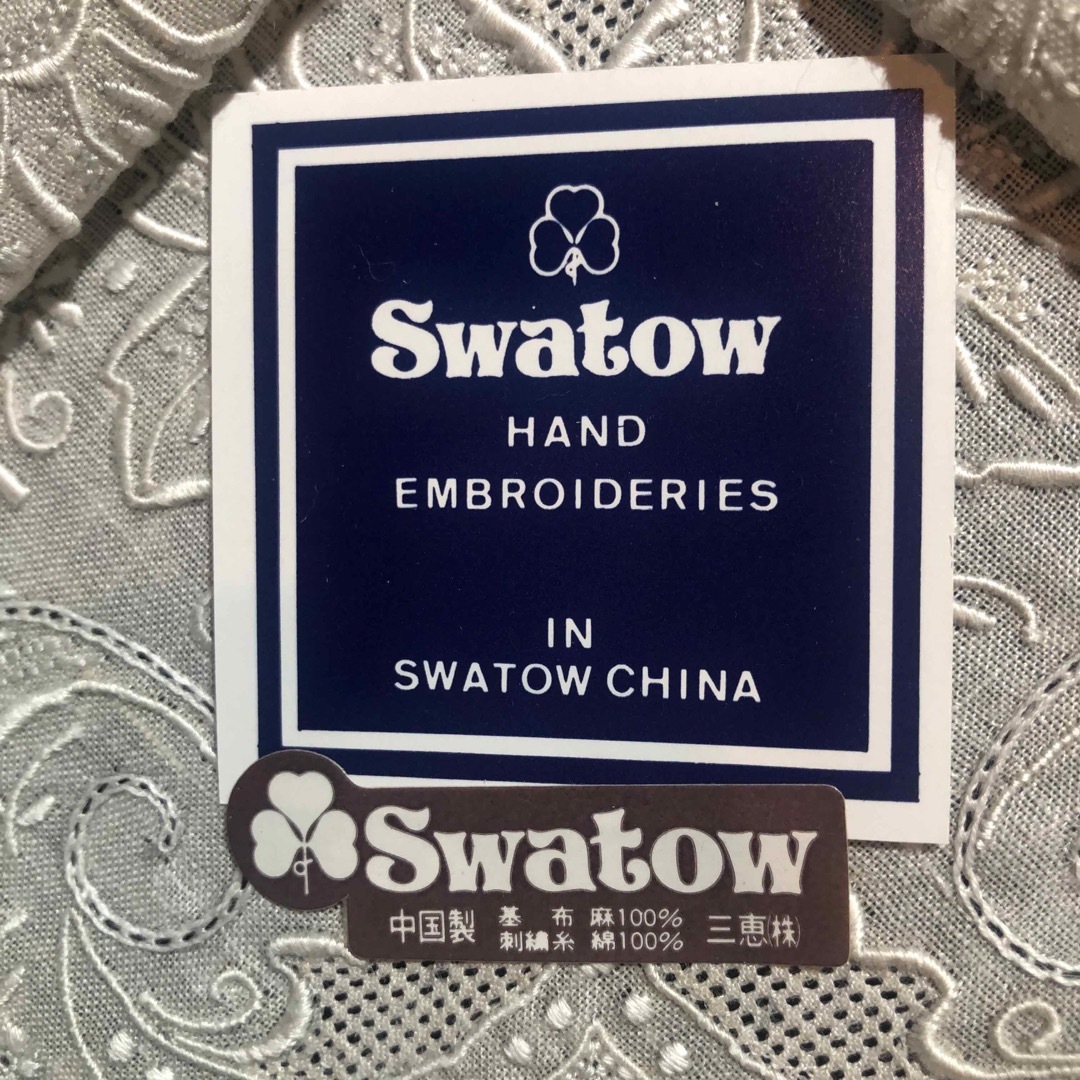 Swatow
HAND
EMBROIDERIES
IN
SWATOW CHINA
Swatow
中国製 基布 麻100% 三恵㈱
刺繍糸 綿100%